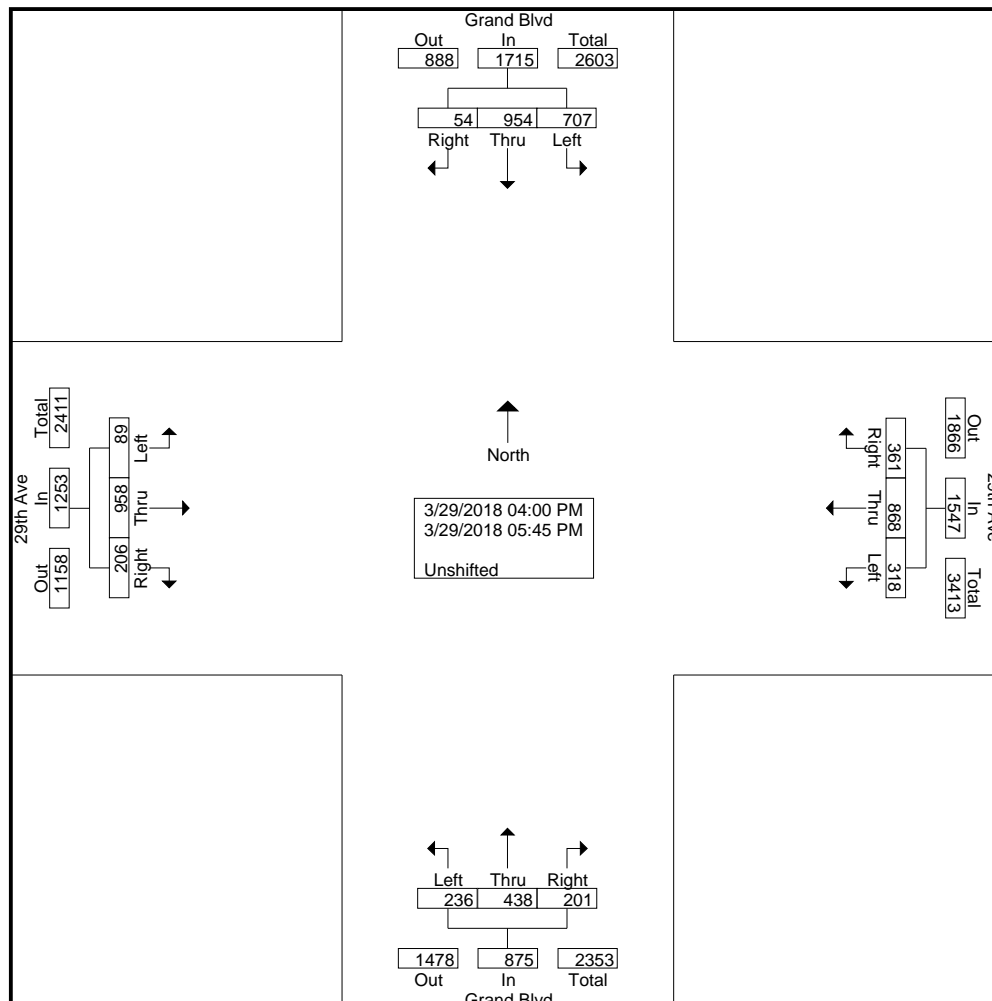 Grand Blvd
Out In Total
888 1715 2603
54 954 707
Right Thru Left
29th Ave
Total In Out
2411 1253 1158
89 958 206
Left Thru Right
North
3/29/2018 04:00 PM
3/29/2018 05:45 PM
Unshifted
Right Thru Left
361 868 318
1866 1547 3413
Out In Total
29th Ave
Left Thru Right
236 438 201
1478 875 2353
Out In Total
Grand Blvd